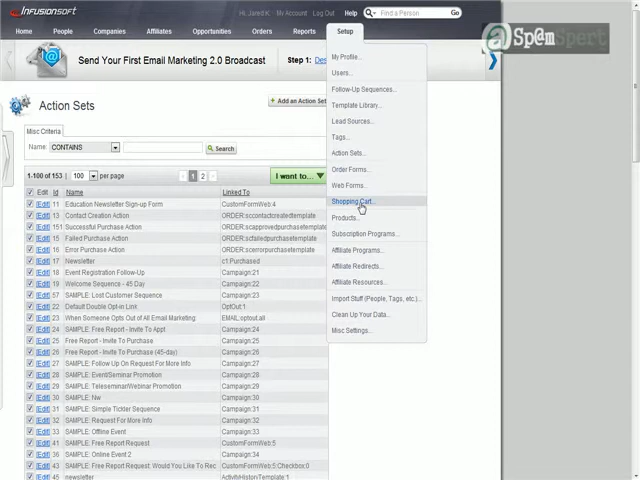 INFUSIONSOFT
Hi, Jared K
My Account
Log Out
Help
Find a Person
Go
Home
People
Companies
Affiliates
Opportunities
Orders
Reports
Setup
Sp@mSpert
Send Your First Email Marketing 2.0 Broadcast
Step 1:
My Profile...
Users...
Follow-Up Sequences...
Template Library...
Lead Sources...
Tags...
Action Sets...
Order Forms...
Web Forms...
Shopping Cart...
Products...
Subscription Programs...
Affiliate Programs...
Affiliate Redirects...
Affiliate Resources...
Import Stuff (People, Tags, etc.)...
Clean Up Your Data...
Misc Settings...
Action Sets
Add an Action Set
Misc Criteria
Name: CONTAINS
Search
1-100 of 153 | 100 per page
1 2
I want to...
Edit Id Name Linked To
[Edit] 11 Education Newsletter Sign-up Form CustomFormWeb:4
[Edit] 13 Contact Creation Action ORDER:sccontactcreatedtemplate
[Edit] 151 Successful Purchase Action ORDER:scapprovedpurchasetemplate
[Edit] 15 Failed Purchase Action ORDER:scfailedpurchasetemplate
[Edit] 16 Error Purchase Action ORDER:scerrorpurchasetemplate
[Edit] 17 Newsletter c1:Purchased
[Edit] 18 Event Registration Follow-Up Campaign:21
[Edit] 19 Welcome Sequence - 45 Day Campaign:23
[Edit] 57 SAMPLE: Lost Customer Sequence Campaign:21
[Edit] 22 Default Double Opt-in Link OptOut:1
[Edit] 23 When Someone Opts Out of All Email Marketing EMAIL:optout:all
[Edit] 24 SAMPLE: Free Report - Invite To Appt Campaign:24
[Edit] 25 SAMPLE: Free Report - Invite To Purchase Campaign:25
[Edit] 26 SAMPLE: Free Report - Invite To Purchase (45-day) Campaign:26
[Edit] 27 SAMPLE: Follow Up On Request For More Info Campaign:27
[Edit] 28 SAMPLE: Event/Seminar Promotion Campaign:28
[Edit] 29 SAMPLE: Teleseminar/Webinar Promotion Campaign:29
[Edit] 30 SAMPLE: Nw Campaign:30
[Edit] 31 SAMPLE: Simple Tickler Sequence Campaign:31
[Edit] 32 SAMPLE: Request For More Info Campaign:32
[Edit] 33 SAMPLE: Offline Event Campaign:33
[Edit] 41 SAMPLE: Free Report Request CustomFormWeb:5
[Edit] 36 SAMPLE: Online Event 2 Campaign:34
[Edit] 43 SAMPLE: Free Report Request: Would You Like To Rec CustomFormWeb:5:Checkbox:0
[Edit] 45 newsletter ActivityHistoryTemplate:1